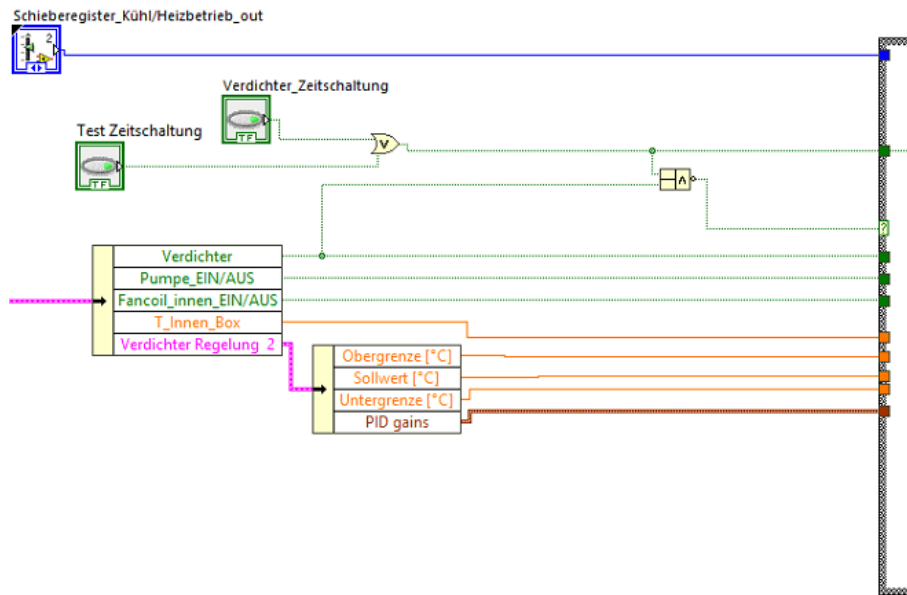 Schieberegister_Kühl/Heizbetrieb_out
2
Verdichter_Zeitschaltung
TF
Test Zeitschaltung
TF
V
Λ
?
Verdichter
Pumpe_EIN/AUS
Fancoil_innen_EIN/AUS
T_Innen_Box
Verdichter Regelung 2
Obergrenze [°C]
Sollwert [°C]
Untergrenze [°C]
PID gains